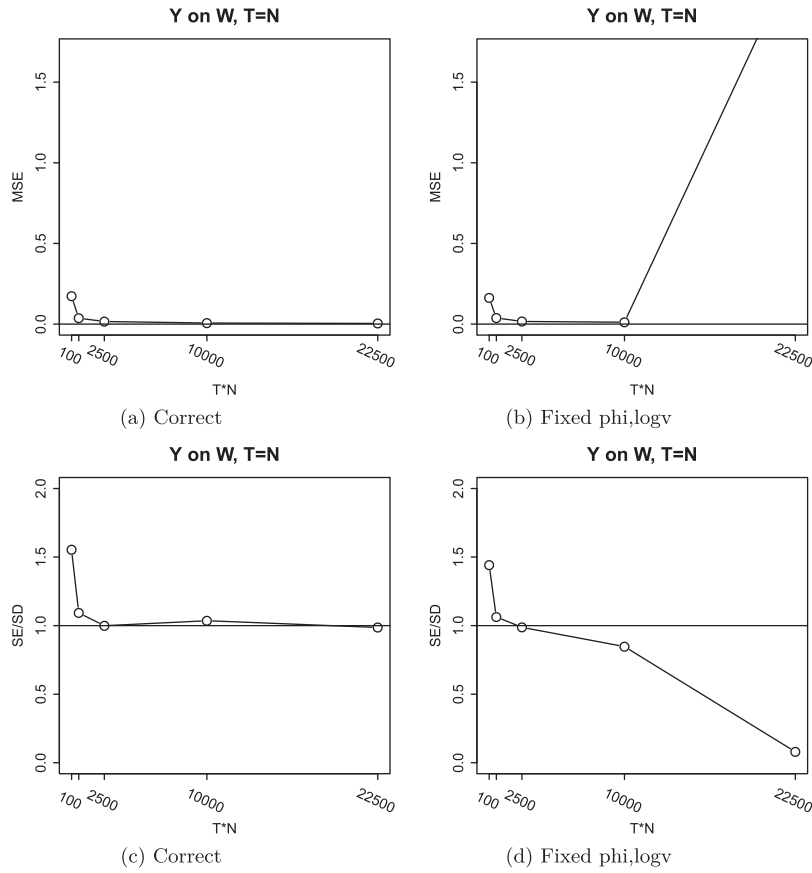 Y on W, T=N
MSE
0.0 0.5 1.0 1.5
100 2500 10000 22500
T*N
(a) Correct
Y on W, T=N
MSE
0.0 0.5 1.0 1.5
100 2500 10000 22500
T*N
(b) Fixed phi,logv
Y on W, T=N
SE/SD
0.0 0.5 1.0 1.5 2.0
100 2500 10000 22500
T*N
(c) Correct
Y on W, T=N
SE/SD
0.0 0.5 1.0 1.5 2.0
100 2500 10000 22500
T*N
(d) Fixed phi,logv